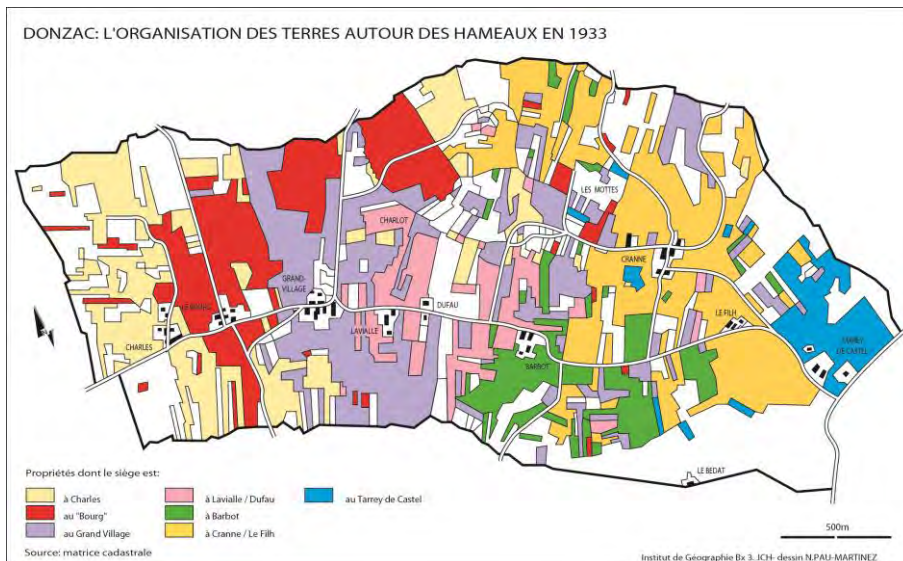 DONZAC: L'ORGANISATION DES TERRES AUTOUR DES HAMEAUX EN 1933
LES MOTTES
CHARLOT
CRANNE
GRAND-
VILLAGE
LE BOURG
DUFAU
LE FILH
LAVIALLE
CHARLES
BARBOT
DE CASTEL
LE BEDAT
Propriétés dont le siège est:
à Charles
au "Bourg"
au Grand Village
à Lavialle / Dufau
à Barbot
à Cranne / Le Filh
au Tarrey de Castel
500m
Source: matrice cadastrale
Institut de Géographie Bx 3. JCH- dessin N.PAU-MARTINEZ